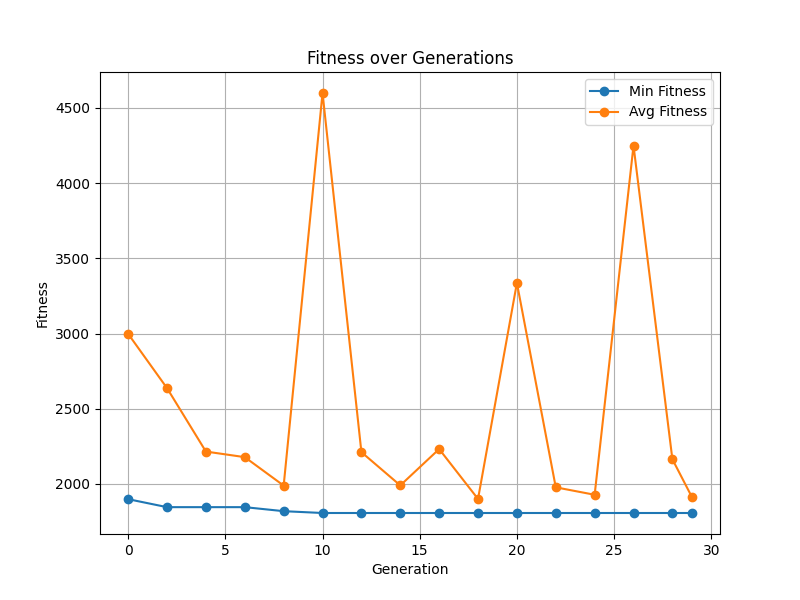 Fitness over Generations
Min Fitness
Avg Fitness
4500
4000
3500
3000
2500
2000
Fitness
0 5 10 15 20 25 30
Generation